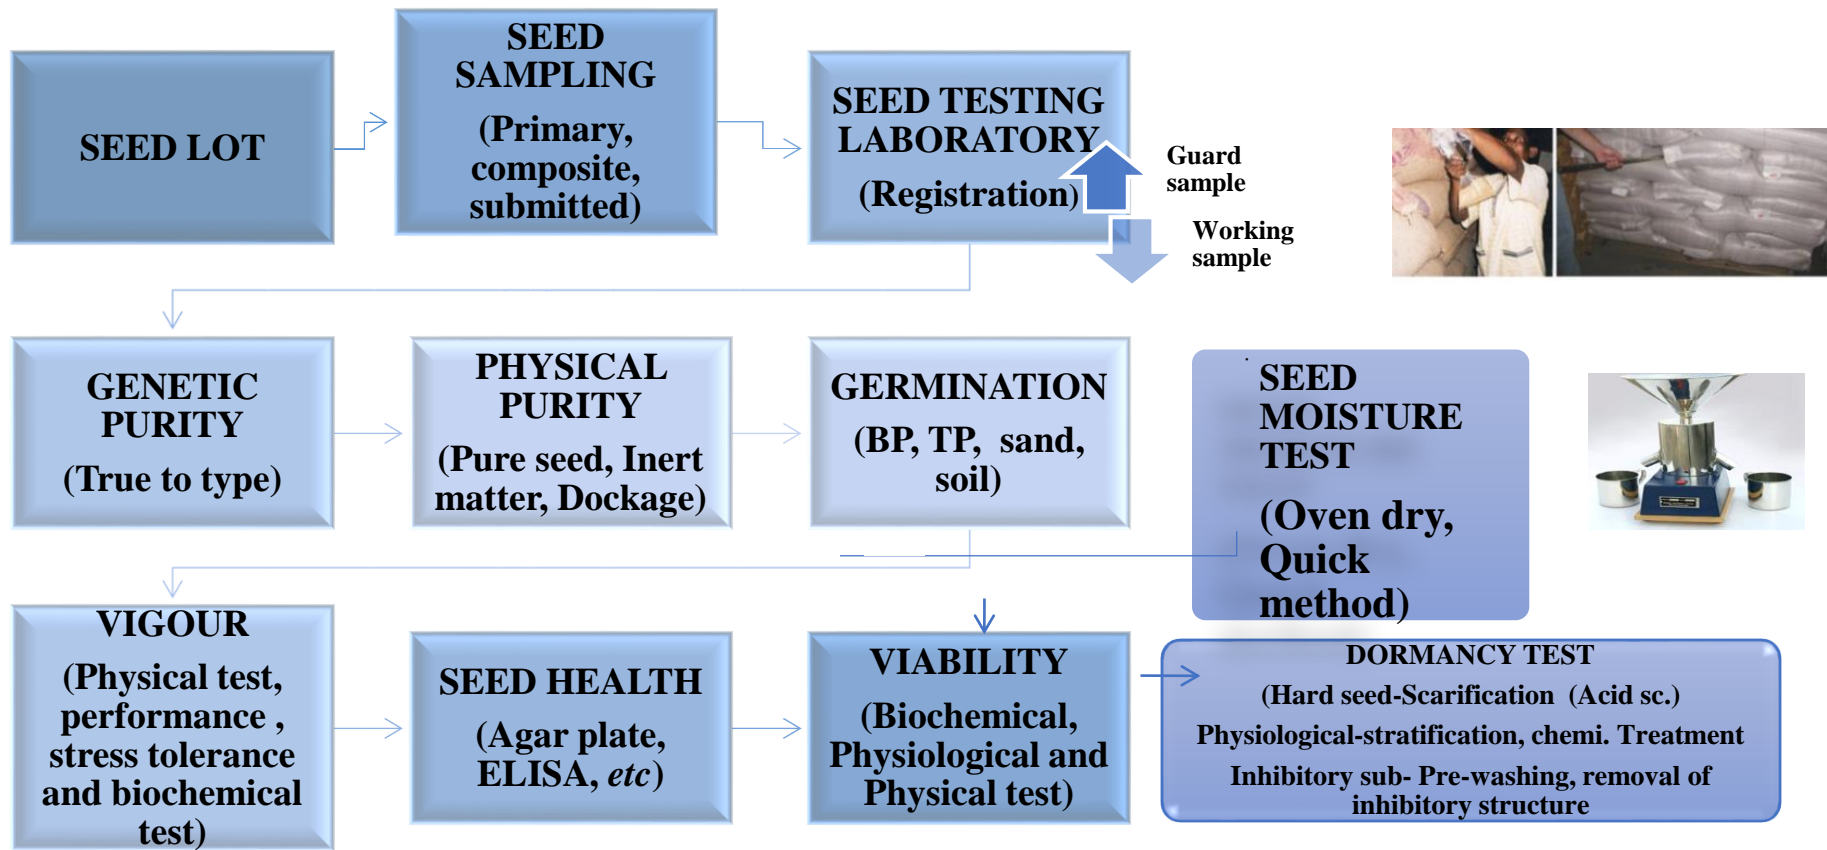 SEED LOT
SEED
SAMPLING
(Primary,
composite,
submitted)
SEED TESTING
LABORATORY
(Registration)
Guard
sample
Working
sample
GENETIC
PURITY
(True to type)
PHYSICAL
PURITY
(Pure seed, Inert
matter, Dockage)
GERMINATION
(BP, TP, sand,
soil)
.
SEED
MOISTURE
TEST
(Oven dry,
Quick
method)
VIGOUR
(Physical test,
performance ,
stress tolerance
and biochemical
test)
SEED HEALTH
(Agar plate,
ELISA, etc)
VIABILITY
(Biochemical,
Physiological and
Physical test)
DORMANCY TEST
(Hard seed-Scarification (Acid sc.)
Physiological-stratification, chemi. Treatment
Inhibitory sub- Pre-washing, removal of
inhibitory structure